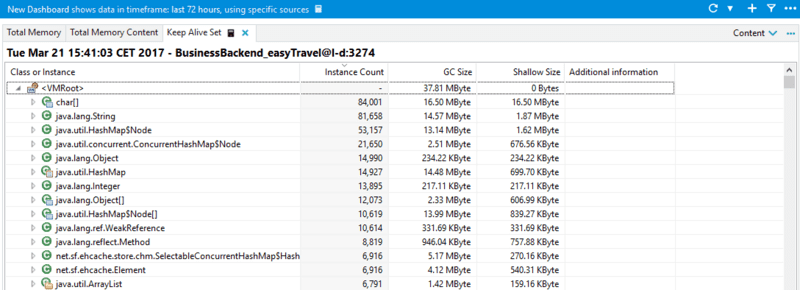 New Dashboard shows data in timeframe: last 72 hours, using specific sources
Total Memory Total Memory Content Keep Alive Set Content
Tue Mar 21 15:41:03 CET 2017 - BusinessBackend_easyTravel@l-d:3274
Class or Instance Instance Count GC Size Shallow Size Additional information
<VMRoot> - 37.81 MByte 0 Bytes
char[] 84,001 16.50 MByte 16.50 MByte
java.lang.String 81,658 14.57 MByte 1.87 MByte
java.util.HashMap$Node 53,157 13.14 MByte 1.62 MByte
java.util.concurrent.ConcurrentHashMap$Node 21,650 2.51 MByte 676.56 KByte
java.lang.Object 14,990 234.22 KByte 234.22 KByte
java.util.HashMap 14,927 14.48 MByte 699.70 KByte
java.lang.Integer 13,895 217.11 KByte 217.11 KByte
java.lang.Object[] 12,073 2.33 MByte 606.99 KByte
java.util.HashMap$Node[] 10,619 13.99 MByte 839.27 KByte
java.lang.ref.WeakReference 10,614 331.69 KByte 331.69 KByte
java.lang.reflect.Method 8,819 946.04 KByte 757.88 KByte
net.sf.ehcache.store.chm.SelectableConcurrentHashMap$Hash 6,916 5.17 MByte 270.16 KByte
net.sf.ehcache.Element 6,916 4.12 MByte 540.31 KByte
java.util.ArrayList 6,791 1.42 MByte 159.16 KByte